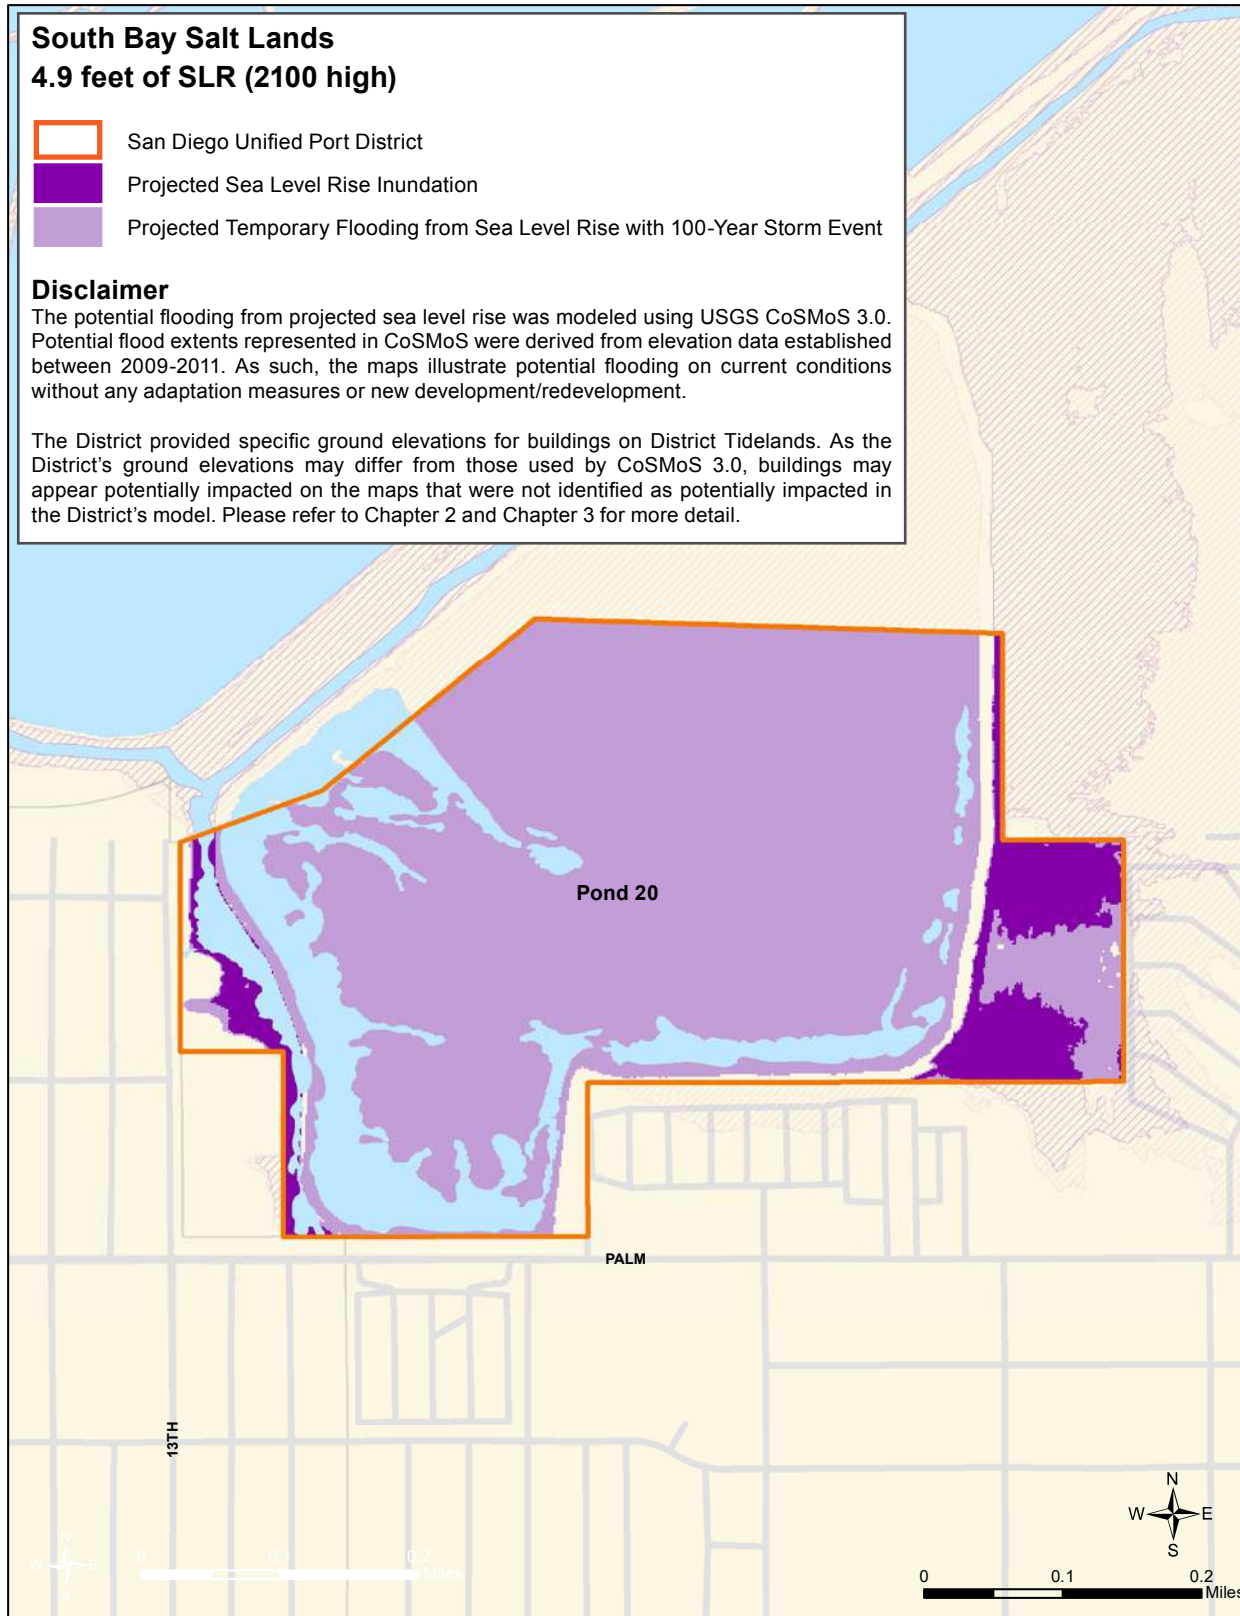 South Bay Salt Lands
4.9 feet of SLR (2100 high)
San Diego Unified Port District
Projected Sea Level Rise Inundation
Projected Temporary Flooding from Sea Level Rise with 100-Year Storm Event
Disclaimer
The potential flooding from projected sea level rise was modeled using USGS CoSMoS 3.0.
Potential flood extents represented in CoSMoS were derived from elevation data established
between 2009-2011. As such, the maps illustrate potential flooding on current conditions
without any adaptation measures or new development/redevelopment.
The District provided specific ground elevations for buildings on District Tidelands. As the
District's ground elevations may differ from those used by CoSMoS 3.0, buildings may
appear potentially impacted on the maps that were not identified as potentially impacted in
the District's model. Please refer to Chapter 2 and Chapter 3 for more detail.
Pond 20
PALM
13TH
N
W E
S
0 0.1 0.2
Miles
N
W E
S
0 0.1 0.2
Miles